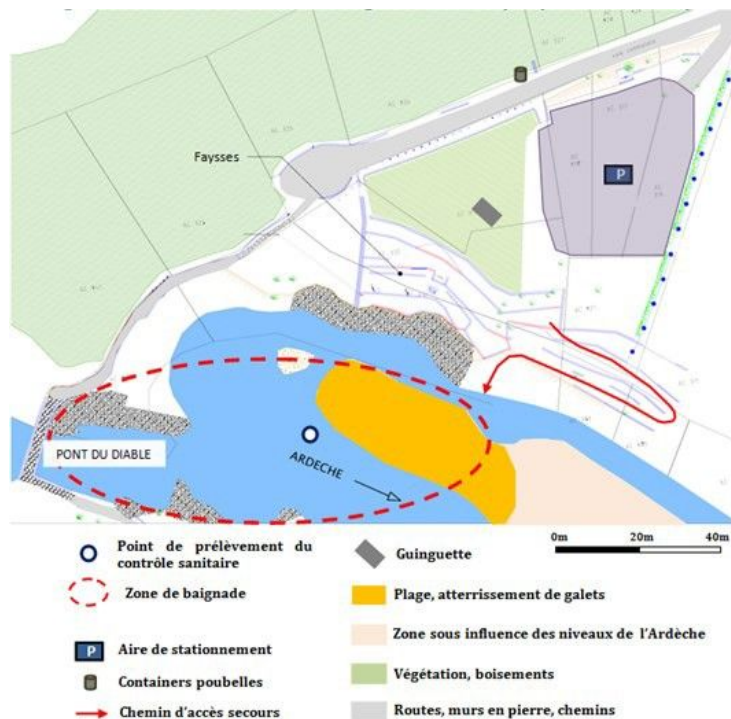 Faysses
P
PONT DU DIABLE
ARDECHE
0m 20m 40m
Point de prélèvement du
contrôle sanitaire
Zone de baignade
P
Aire de stationnement
Containers poubelles
Chemin d'accès secours
Guinguette
Plage, atterrissement de galets
Zone sous influence des niveaux de l'Ardèche
Végétation, boisements
Routes, murs en pierre, chemins